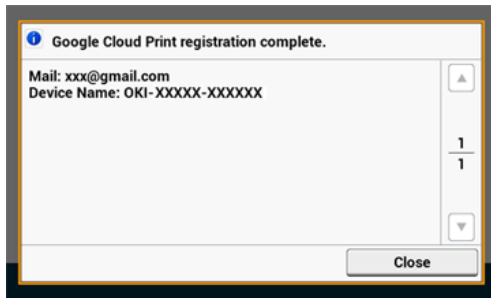 Google Cloud Print registration complete.
Mail: xxx@gmail.com
Device Name: OKI-XXXXX-XXXXXX
1
1
Close